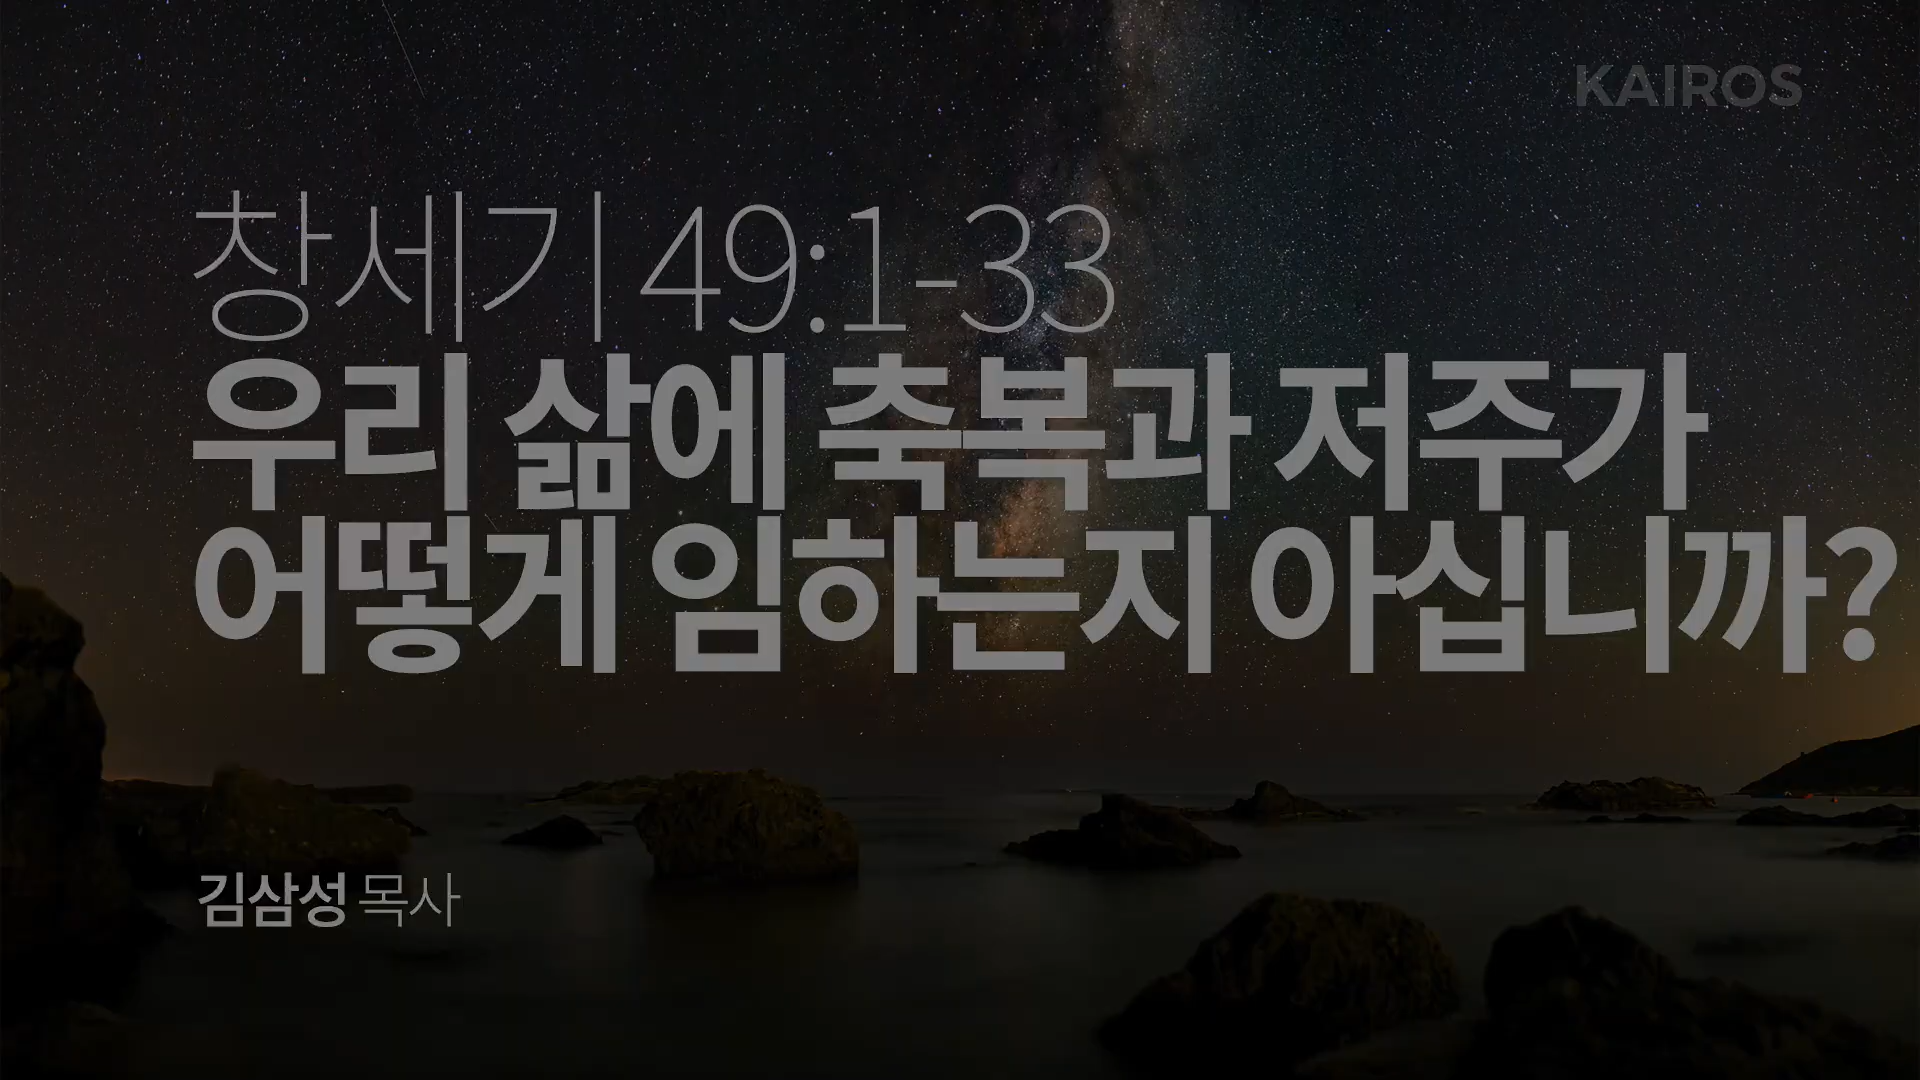 KAIROS
창세기 49:1-33
우리 삶에 축복과 저주가
어떻게 임하는지 아십니까?
김삼성 목사